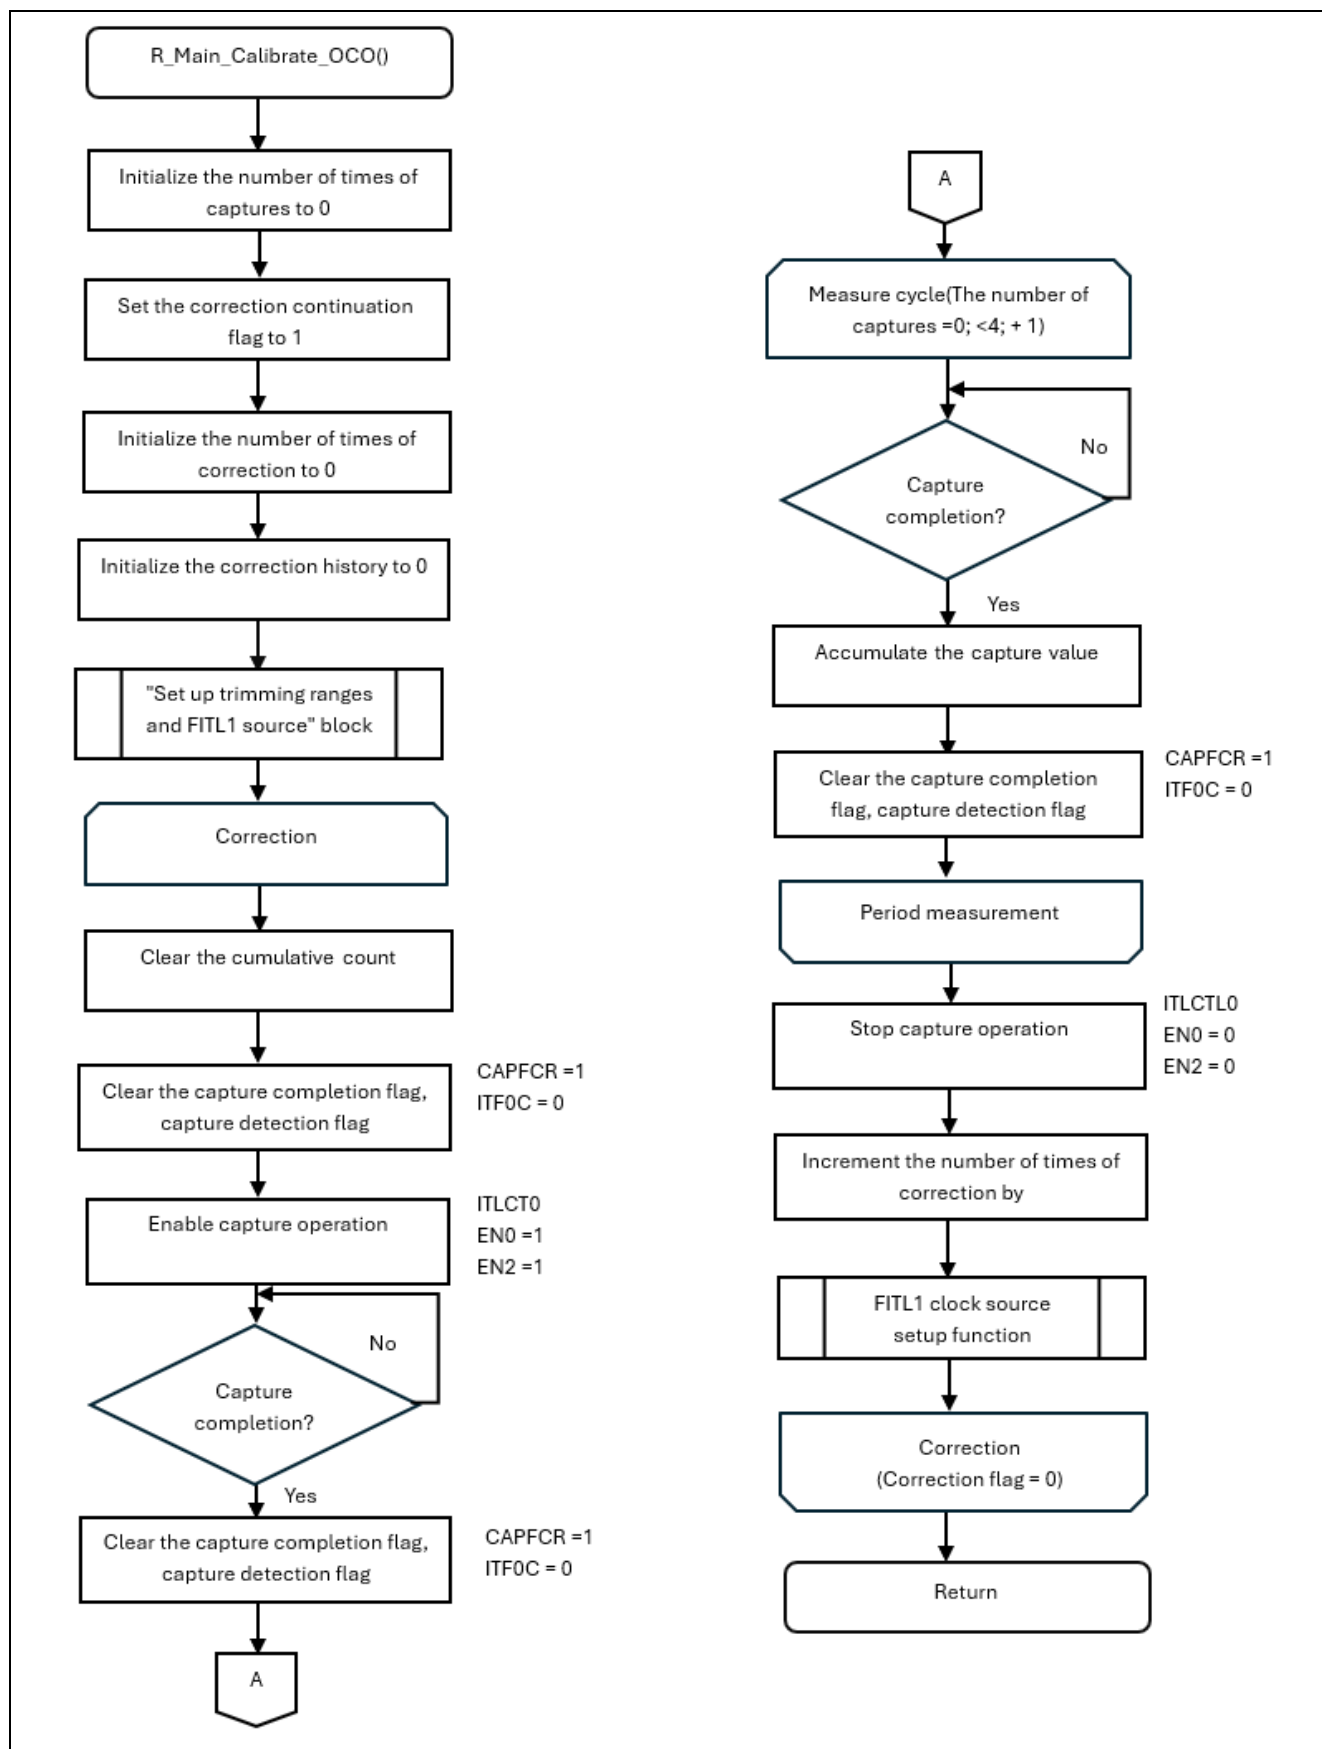 R_Main_Calibrate_OCO()
Initialize the number of times of
captures to 0
Set the correction continuation
flag to 1
Initialize the number of times of
correction to 0
Initialize the correction history to 0
"Set up trimming ranges
and FITL1 source" block
Correction
Clear the cumulative count
Clear the capture completion flag,
capture detection flag
CAPFCR =1
ITF0C = 0
Enable capture operation
ITLCT0
EN0 =1
EN2 =1
No
Capture
completion?
Yes
Clear the capture completion flag,
capture detection flag
CAPFCR =1
ITF0C = 0
A
A
Measure cycle(The number of
captures =0; <4; + 1)
No
Capture
completion?
Yes
Accumulate the capture value
Clear the capture completion
flag, capture detection flag
CAPFCR =1
ITF0C = 0
Period measurement
Stop capture operation
ITLCTL0
EN0 = 0
EN2 = 0
Increment the number of times of
correction by
FITL1 clock source
setup function
Correction
(Correction flag = 0)
Return